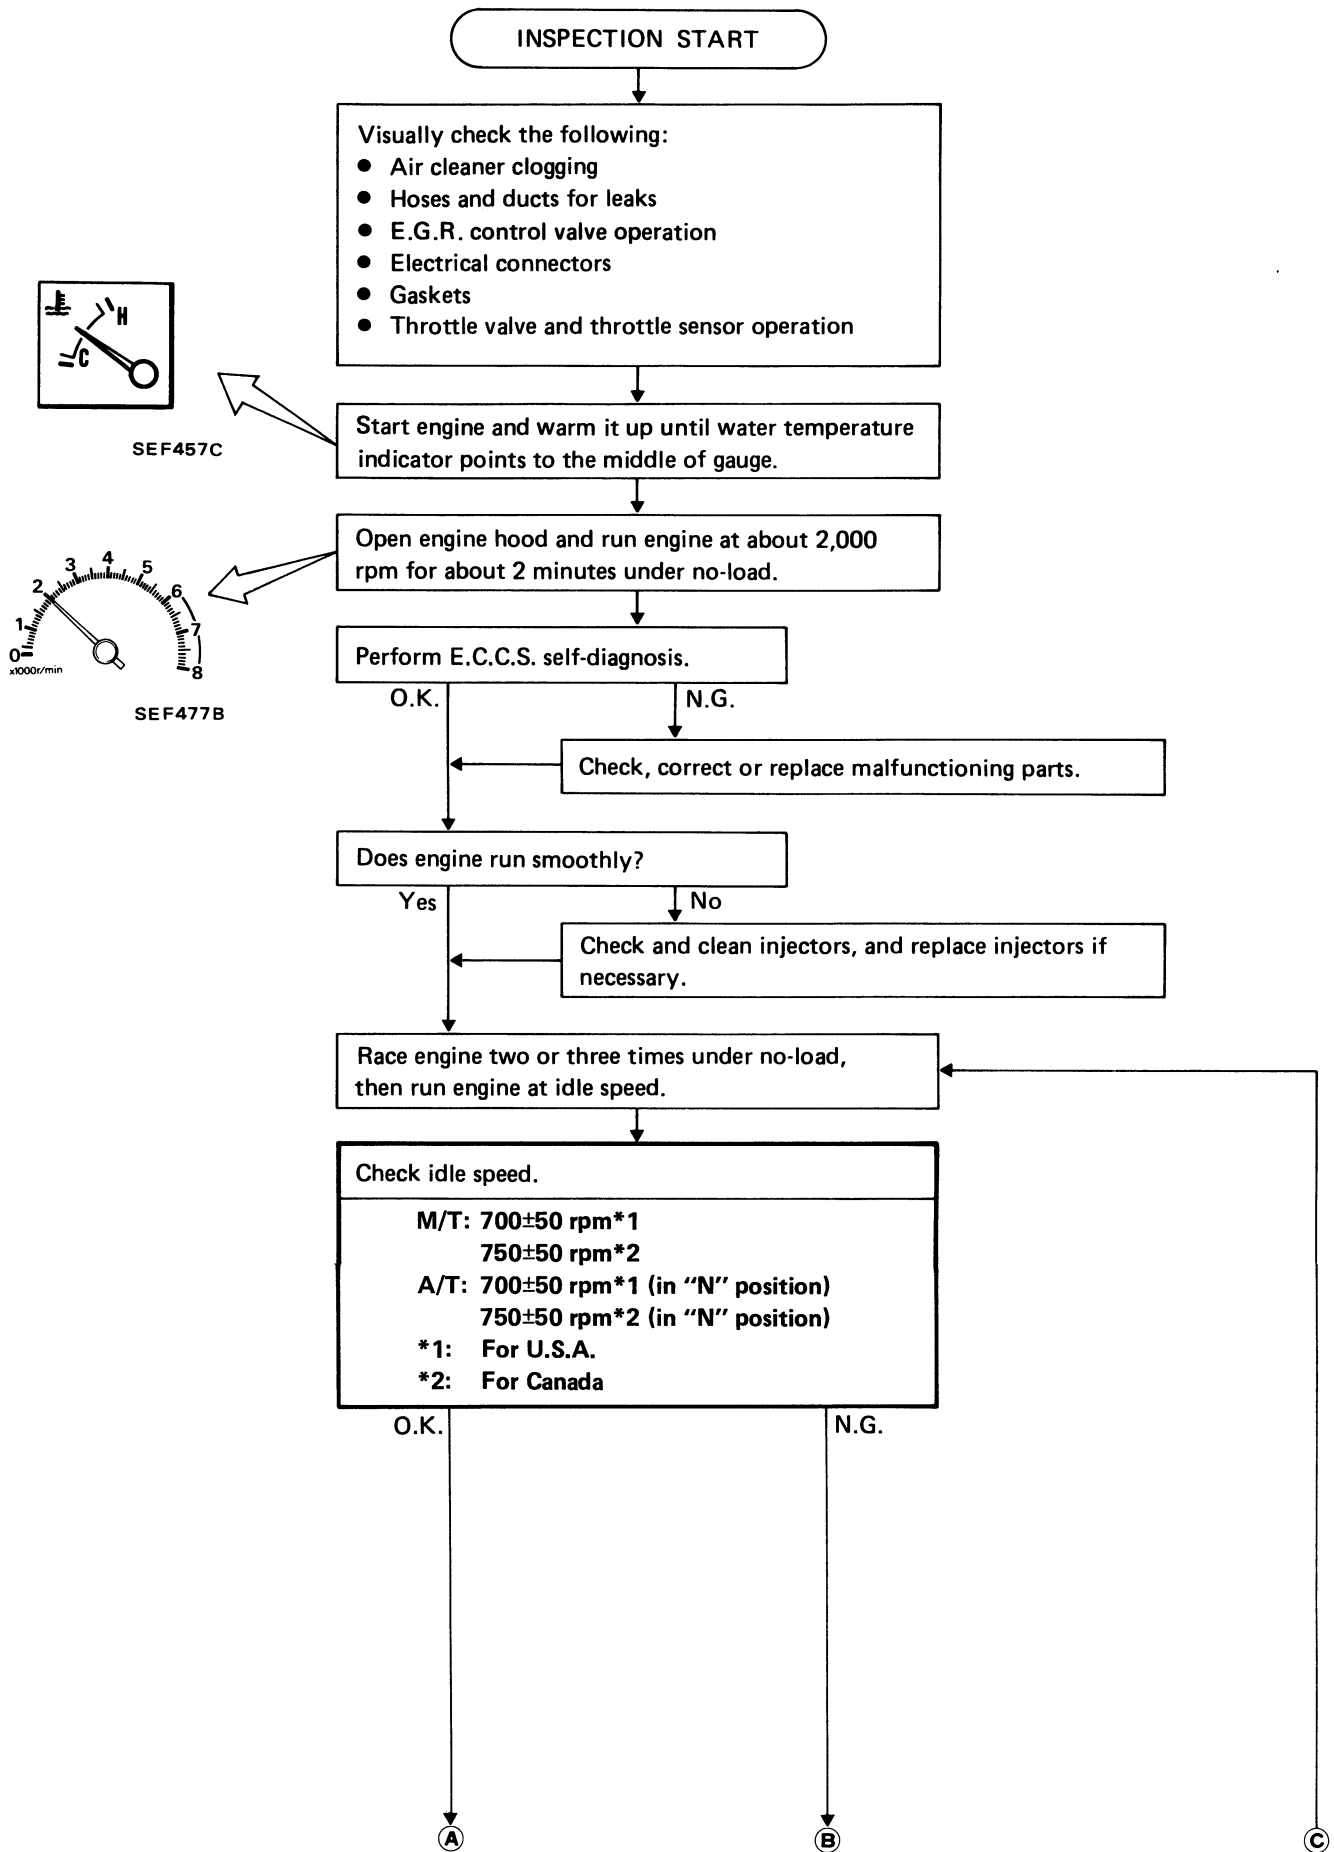 INSPECTION START
Visually check the following:
● Air cleaner clogging
● Hoses and ducts for leaks
● E.G.R. control valve operation
● Electrical connectors
● Gaskets
● Throttle valve and throttle sensor operation
H
C
SEF457C
Start engine and warm it up until water temperature
indicator points to the middle of gauge.
Open engine hood and run engine at about 2,000
rpm for about 2 minutes under no-load.
0 1 2 3 4 5 6 7 8
x1000r/min
SEF477B
Perform E.C.C.S. self-diagnosis.
O.K. N.G.
Check, correct or replace malfunctioning parts.
Does engine run smoothly?
Yes No
Check and clean injectors, and replace injectors if
necessary.
Race engine two or three times under no-load,
then run engine at idle speed.
Check idle speed.
M/T: 700±50 rpm*1
750±50 rpm*2
A/T: 700±50 rpm*1 (in “N” position)
750±50 rpm*2 (in “N” position)
*1: For U.S.A.
*2: For Canada
O.K. N.G.
A B C